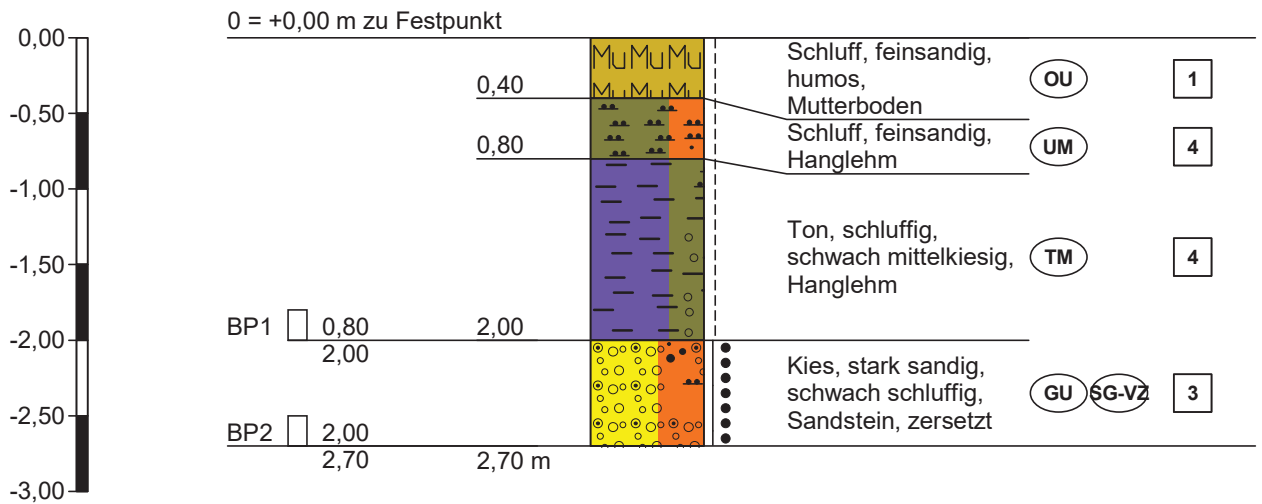 0 = +0,00 m zu Festpunkt
0,00
-0,50
-1,00
-1,50
-2,00
-2,50
-3,00
Mu Mu Mu
Mu Mu Mu
0,40
Schluff, feinsandig,
humos,
Mutterboden
OU
1
0,80
Schluff, feinsandig,
Hanglehm
UM
4
Ton, schluffig,
schwach mittelkiesig,
Hanglehm
TM
4
BP1
0,80
2,00
2,00
Kies, stark sandig,
schwach schluffig,
Sandstein, zersetzt
GU
SG-VZ
3
BP2
2,00
2,70
2,70 m